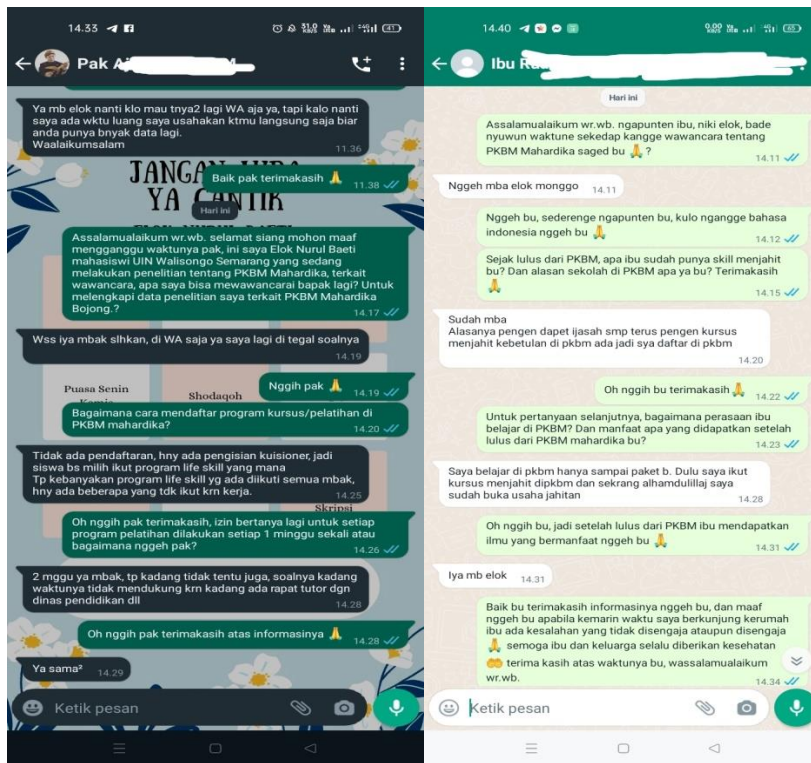 14.33
31.0 KB/S
41
Pak A
Ya mb elok nanti klo mau tnya2 lagi WA aja ya, tapi kalo nanti
saya ada wktu luang saya usahakan ktmu langsung saja biar
anda punya bnyak data lagi.
Waalaikumsalam
11.36
JANGAN
YA CANTIK
Baik pak terimakasih 🙏 11.38
Hari ini
Assalamualaikum wr.wb. selamat siang mohon maaf
mengganggu waktunya pak, ini saya Elok Nurul Baeti
mahasiswi UIN Walisongo Semarang yang sedang
melakukan penelitian tentang PKBM Mahardika, terkait
wawancara, apa saya bisa mewawancarai bapak lagi? Untuk
melengkapi data penelitian saya terkait PKBM Mahardika
Bojong.?
14.17
Wss iya mbak slhkan, di WA saja ya saya lagi di tegal soalnya
14.19
Puasa Senin
Kamis
Shodaqoh
Nggih pak 🙏 14.19
Bagaimana cara mendaftar program kursus/pelatihan di
PKBM mahardika?
14.20
Tidak ada pendaftaran, hny ada pengisian kuisioner, jadi
siswa bs milih ikut program life skill yang mana
Tp kebanyakan program life skill yg ada diikuti semua mbak,
hny ada beberapa yng tdk ikut krn kerja.
14.25
Skripsi
Oh nggih pak terimakasih, izin bertanya lagi untuk setiap
program pelatihan dilakukan setiap 1 minggu sekali atau
bagaimana nggeh pak?
14.26
2 mggu ya mbak, tp kadang tidak tentu juga, soalnya kadang
waktunya tidak mendukung krn kadang ada rapat tutor dgn
dinas pendidikan dll
14.28
Oh nggih pak terimakasih atas informasinya 🙏 14.28
Ya sama² 14.29
Ketik pesan
14.40
0.00 KB/S
65
Ibu R
Hari ini
Assalamualaikum wr.wb. ngapunten ibu, niki elok, bade
nyuwun waktune sekedap kangge wawancara tentang
PKBM Mahardika saged bu 🙏 ?
14.11
Nggeh mba elok monggo 14.11
Nggeh bu, sederenge ngapunten bu, kulo ngangge bahasa
indonesia nggeh bu 🙏
14.12
Sejak lulus dari PKBM, apa ibu sudah punya skill menjahit
bu? Dan alasan sekolah di PKBM apa ya bu? Terimakasih
🙏
14.15
Sudah mba
Alasanya pengen dapet ijasah smp terus pengen kursus
menjahit kebetulan di pkbm ada jadi sya daftar di pkbm
14.20
Oh nggih bu terimakasih 🙏 14.22
Untuk pertanyaan selanjutnya, bagaimana perasaan ibu
belajar di PKBM? Dan manfaat apa yang didapatkan setelah
lulus dari PKBM mahardika bu?
14.23
Saya belajar di pkbm hanya sampai paket b. Dulu saya ikut
kursus menjahit dipkbm dan sekrang alhamdulillaj saya
sudah buka usaha jahitan
14.28
Oh nggih bu, jadi setelah lulus dari PKBM ibu mendapatkan
ilmu yang bermanfaat nggeh bu 🙏
14.31
Iya mb elok 14.31
Baik bu terimakasih informasinya nggeh bu, dan maaf
nggeh bu apabila kemarin waktu saya berkunjung kerumah
ibu ada kesalahan yang tidak disengaja ataupun disengaja
🙏 semoga ibu dan keluarga selalu diberikan kesehatan
🤲 terima kasih atas waktunya bu, wassalamualaikum
wr.wb.
14.34
Ketik pesan